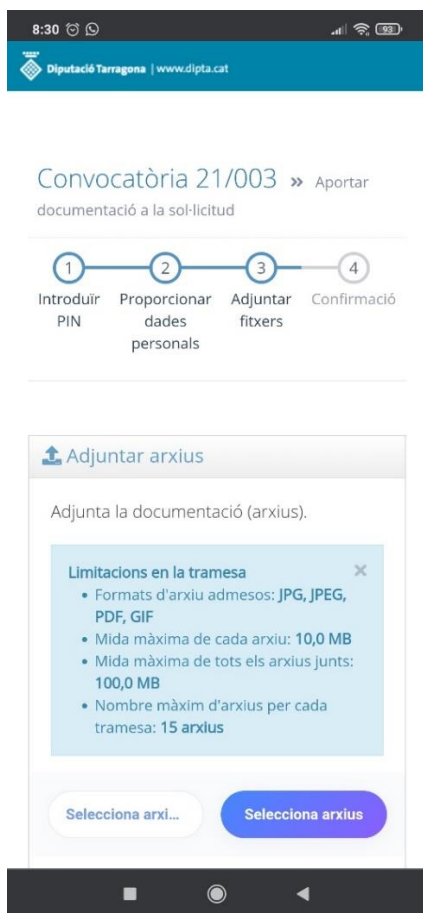 8:30
93
Diputació Tarragona | www.dipta.cat
Convocatòria 21/003 » Aportar
documentació a la sol·licitud
1
2
3
4
Introduïr
PIN
Proporcionar
dades
personals
Adjuntar
fitxers
Confirmació
Adjuntar arxius
Adjunta la documentació (arxius).
Limitacions en la tramesa ×
• Formats d'arxiu admesos: JPG, JPEG,
PDF, GIF
• Mida màxima de cada arxiu: 10,0 MB
• Mida màxima de tots els arxius junts:
100,0 MB
• Nombre màxim d'arxius per cada
tramesa: 15 arxius
Selecciona arxi...
Selecciona arxius